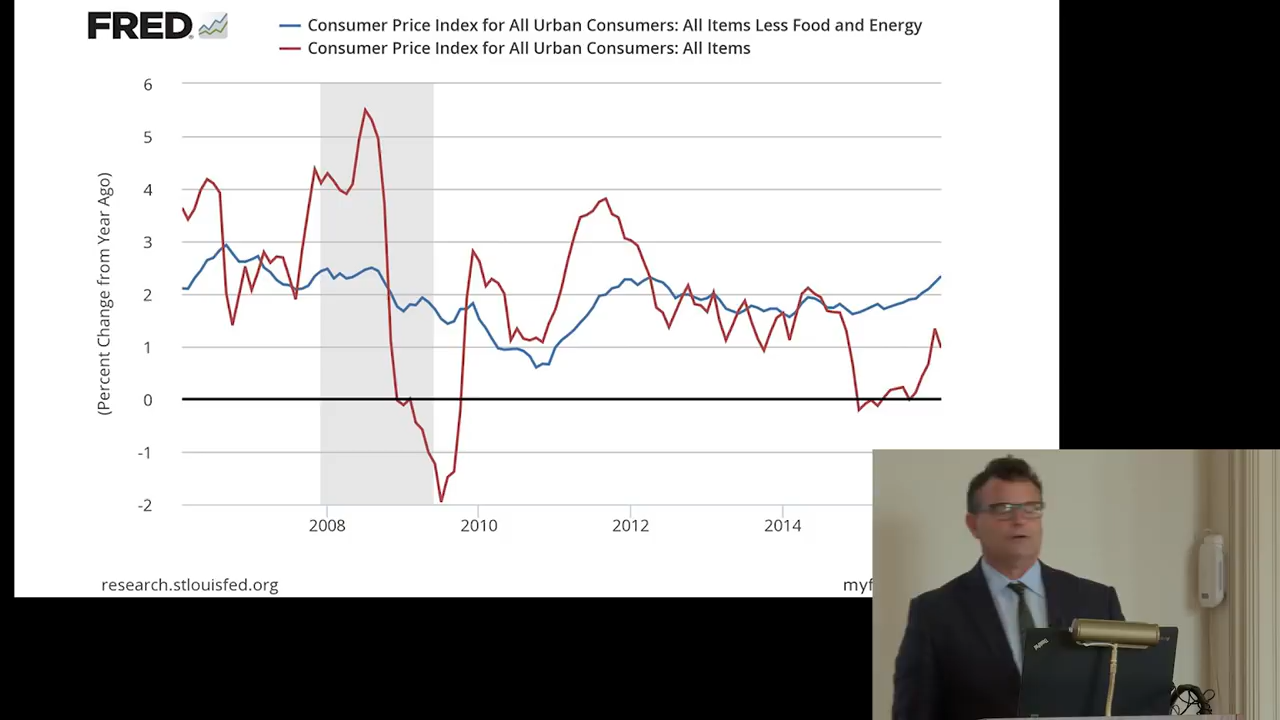 FRED
Consumer Price Index for All Urban Consumers: All Items Less Food and Energy
Consumer Price Index for All Urban Consumers: All Items
(Percent Change from Year Ago)
6
5
4
3
2
1
0
-1
-2
2008
2010
2012
2014
research.stlouisfed.org
myf
ThinkPad